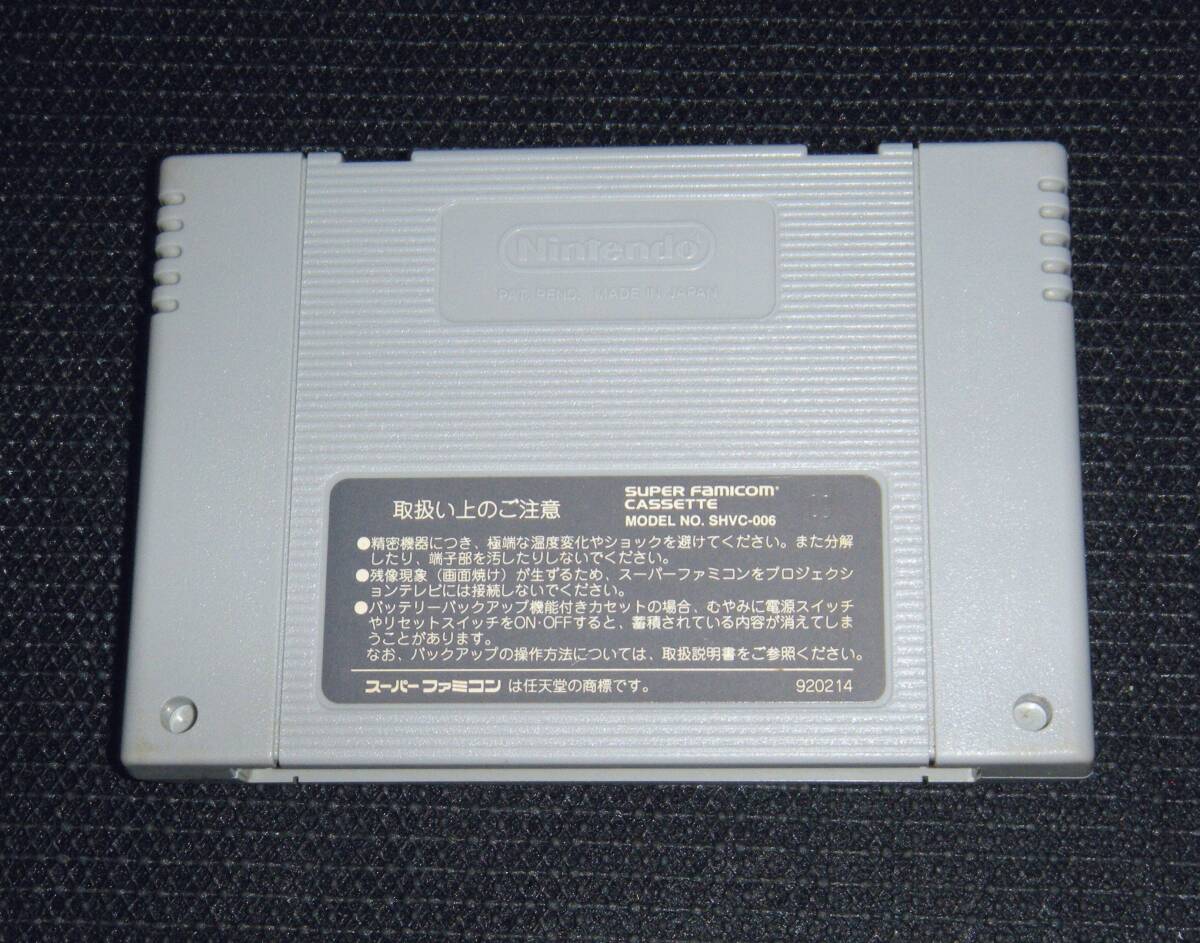 Nintendo
PAT. PEND. MADE IN JAPAN
取扱い上のご注意
SUPER Famicom
CASSETTE
MODEL NO. SHVC-006
●精密機器につき、極端な温度変化やショックを避けてください。また分解
したり、端子部を汚したりしないでください。
●残像現象（画面焼け）が生ずるため、スーパーファミコンをプロジェクシ
ョンテレビには接続しないでください。
●バッテリーバックアップ機能付きカセットの場合、むやみに電源スイッチ
やリセットスイッチをON・OFFすると、蓄積されている内容が消えてしま
うことがあります。
なお、バックアップの操作方法については、取扱説明書をご参照ください。
スーパーファミコン は任天堂の商標です。
920214